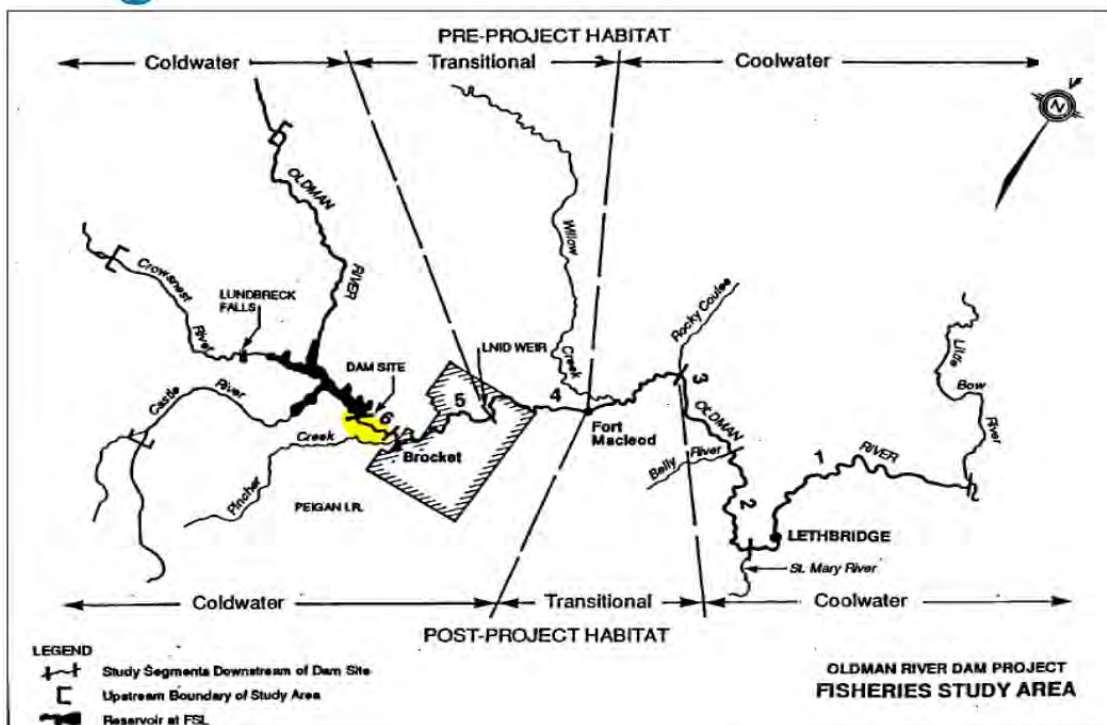 PRE-PROJECT HABITAT
Coldwater
Transitional
Coolwater
N
OLDMAN
RIVER
Crowsnest
River
LUNDBRECK
FALLS
Willow
Creek
Rocky Coulee
LNID WEIR
DAM SITE
Little
Bow
River
Castle
River
6
5
4
3
Fort
Macleod
OLDMAN
Creek
Pincher
Brocket
Belly River
1
RIVER
2
PEIGAN I.R.
LETHBRIDGE
St. Mary River
Coldwater
Transitional
Coolwater
POST-PROJECT HABITAT
LEGEND
Study Segments Downstream of Dam Site
Upstream Boundary of Study Area
Reservoir at FSL
OLDMAN RIVER DAM PROJECT
FISHERIES STUDY AREA